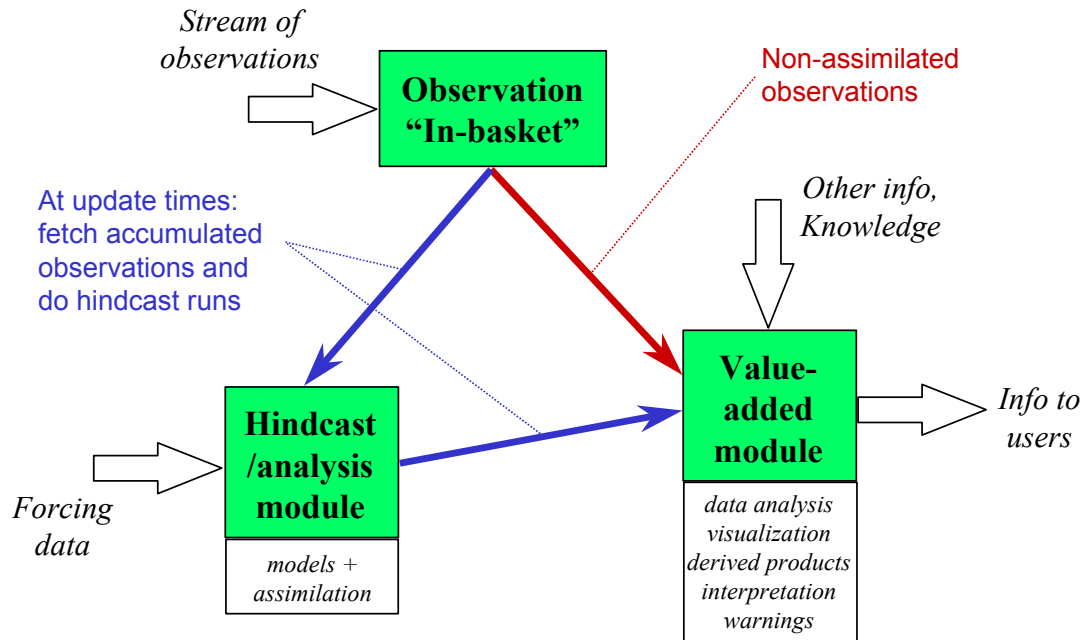 Stream of
observations
Observation
“In-basket”
Non-assimilated
observations
At update times:
fetch accumulated
observations and
do hindcast runs
Other info,
Knowledge
Hindcast
/analysis
module
Value-
added
module
Info to
users
Forcing
data
models +
assimilation
data analysis
visualization
derived products
interpretation
warnings